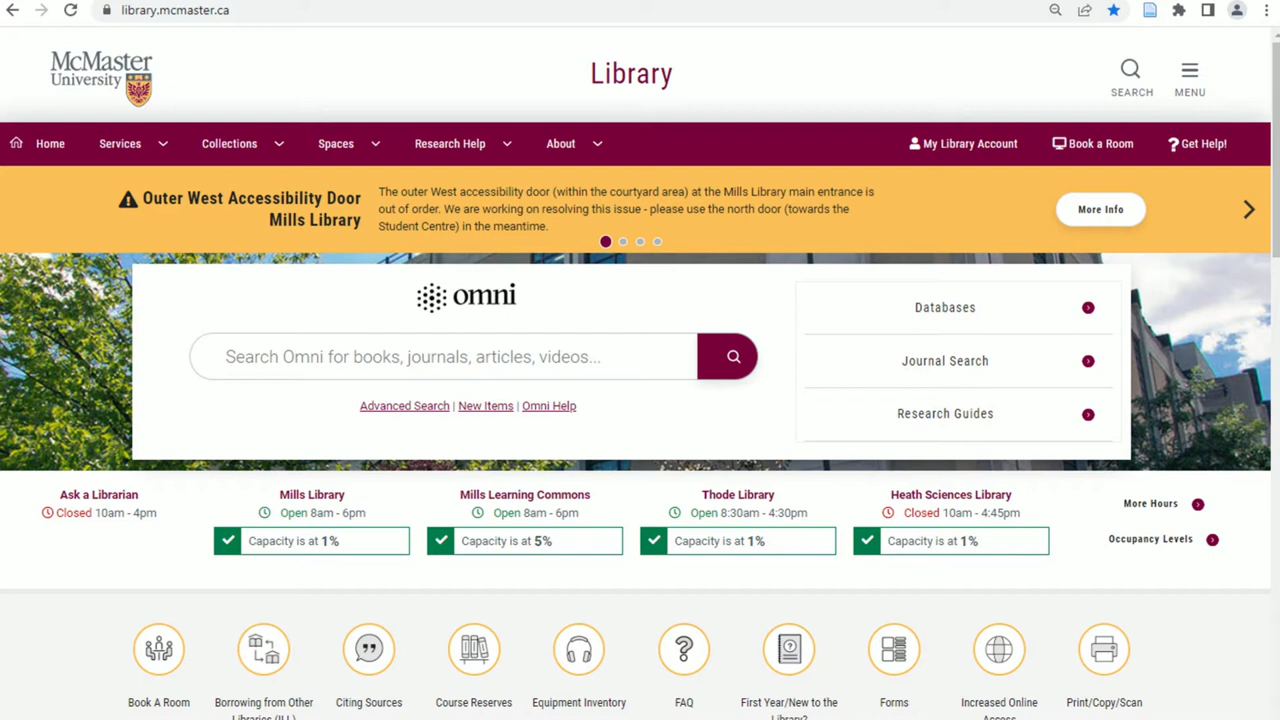 library.mcmaster.ca
McMaster
University
Library
SEARCH
MENU
Home
Services
Collections
Spaces
Research Help
About
My Library Account
Book a Room
Get Help!
Outer West Accessibility Door
Mills Library
The outer West accessibility door (within the courtyard area) at the Mills Library main entrance is
out of order. We are working on resolving this issue - please use the north door (towards the
Student Centre) in the meantime.
More Info
omni
Search Omni for books, journals, articles, videos...
Advanced Search | New Items | Omni Help
Databases
Journal Search
Research Guides
Ask a Librarian
Closed 10am - 4pm
Mills Library
Open 8am - 6pm
Capacity is at 1%
Mills Learning Commons
Open 8am - 6pm
Capacity is at 5%
Thode Library
Open 8:30am - 4:30pm
Capacity is at 1%
Heath Sciences Library
Closed 10am - 4:45pm
Capacity is at 1%
More Hours
Occupancy Levels
Book A Room
Borrowing from Other
Libraries (ILL)
Citing Sources
Course Reserves
Equipment Inventory
FAQ
First Year/New to the
Library?
Forms
Increased Online
Access
Print/Copy/Scan